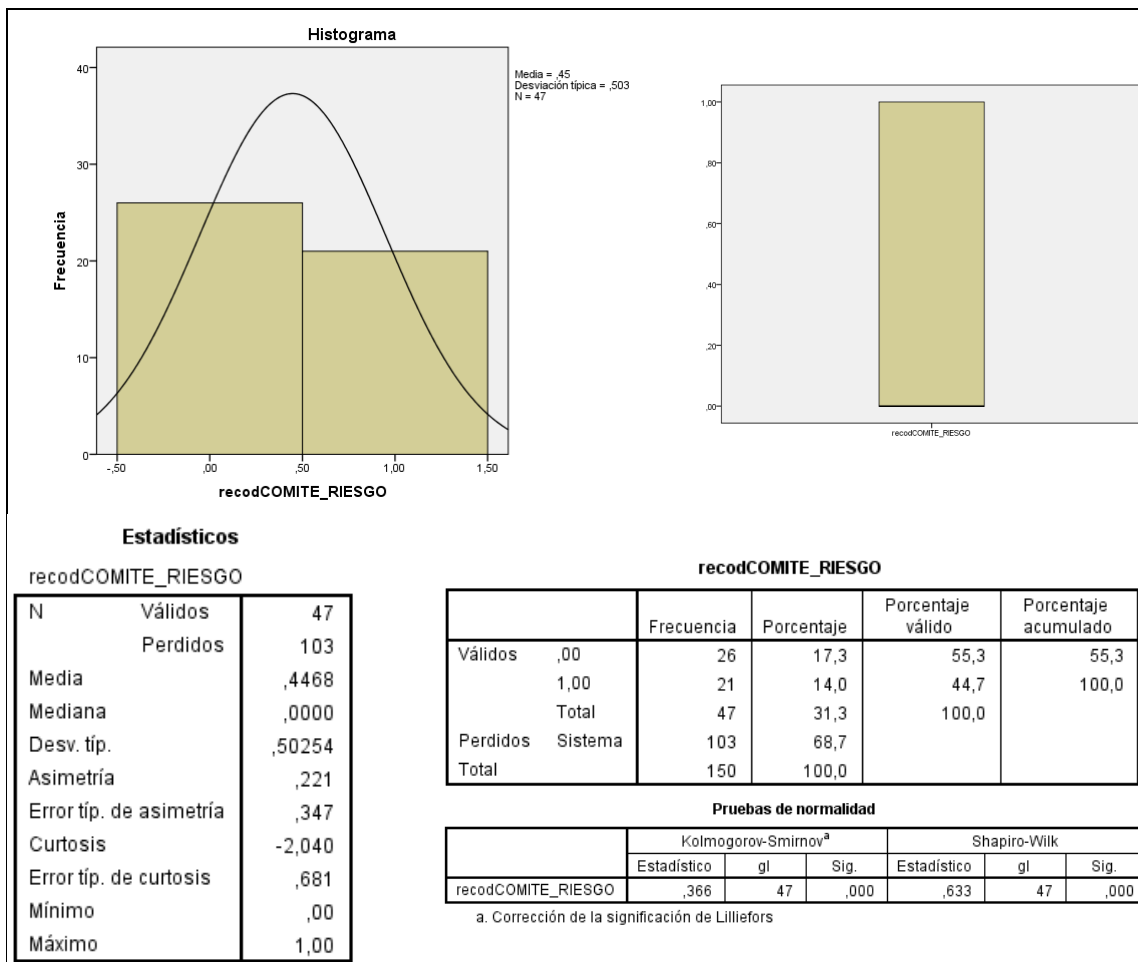 Histograma
Media = ,45
Desviación típica = ,503
N = 47
40
30
20
10
0
Frecuencia
-,50 ,00 ,50 1,00 1,50
recodCOMITE_RIESGO
1,00
,80
,60
,40
,20
,00
recodCOMITE_RIESGO
Estadísticos
recodCOMITE_RIESGO
N Válidos 47
Perdidos 103
Media ,4468
Mediana ,0000
Desv. típ. ,50254
Asimetría ,221
Error típ. de asimetría ,347
Curtosis -2,040
Error típ. de curtosis ,681
Mínimo ,00
Máximo 1,00
recodCOMITE_RIESGO
Frecuencia Porcentaje Porcentaje válido Porcentaje acumulado
Válidos ,00 26 17,3 55,3 55,3
1,00 21 14,0 44,7 100,0
Total 47 31,3 100,0
Perdidos Sistema 103 68,7
Total 150 100,0
Pruebas de normalidad
Kolmogorov-Smirnovª Shapiro-Wilk
Estadístico gl Sig. Estadístico gl Sig.
recodCOMITE_RIESGO ,366 47 ,000 ,633 47 ,000
a. Corrección de la significación de Lilliefors